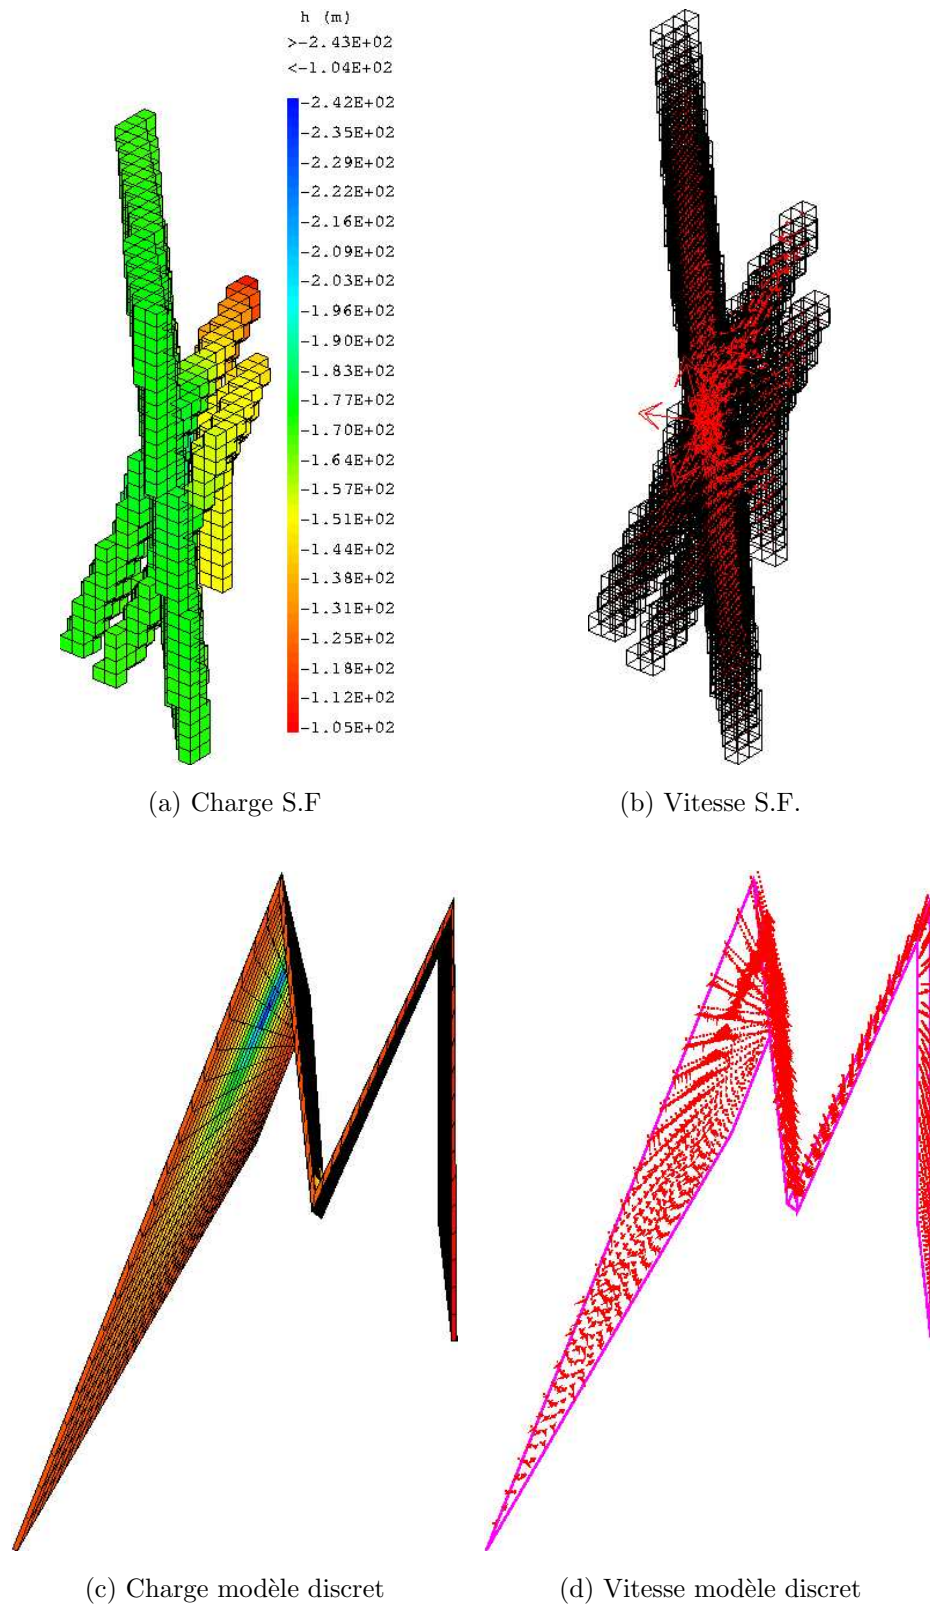 h (m)
>-2.43E+02
<-1.04E+02
-2.42E+02
-2.35E+02
-2.29E+02
-2.22E+02
-2.16E+02
-2.09E+02
-2.03E+02
-1.96E+02
-1.90E+02
-1.83E+02
-1.77E+02
-1.70E+02
-1.64E+02
-1.57E+02
-1.51E+02
-1.44E+02
-1.38E+02
-1.31E+02
-1.25E+02
-1.18E+02
-1.12E+02
-1.05E+02
(a) Charge S.F
(b) Vitesse S.F.
(c) Charge modèle discret
(d) Vitesse modèle discret